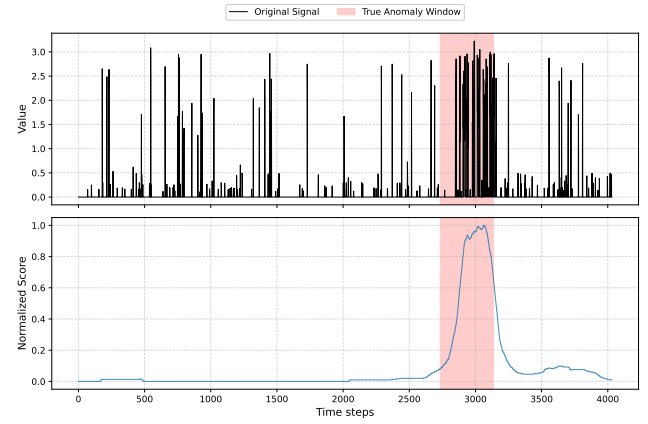 Original Signal True Anomaly Window
3.0
2.5
2.0
1.5
1.0
0.5
0.0
Value
1.0
0.8
0.6
0.4
0.2
0.0
Normalized Score
0 500 1000 1500 2000 2500 3000 3500 4000
Time steps